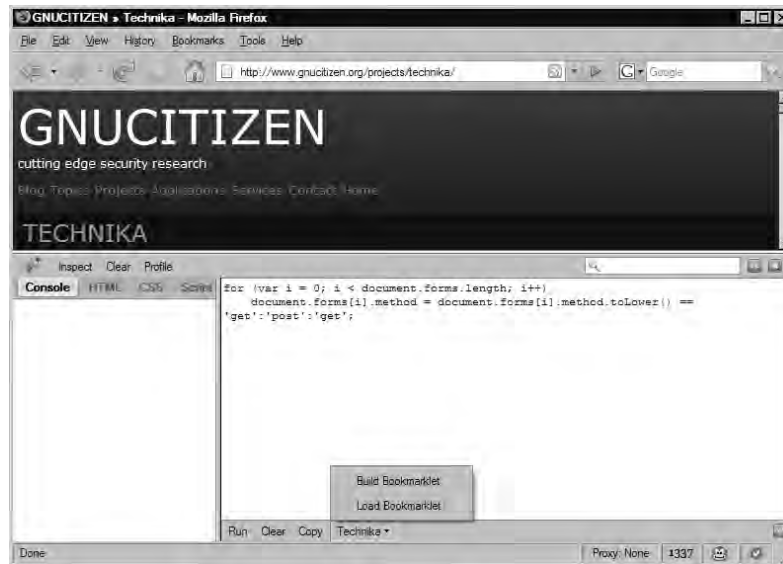 GNUCITIZEN » Technika - Mozilla Firefox
File Edit View History Bookmarks Tools Help
http://www.gnucitizen.org/projects/technika/
G Google
GNUCITIZEN
cutting edge security research
Blog Topics Projects Applications Services Contact Home
TECHNIKA
Inspect Clear Profile
Console HTML CSS Script
for (var i = 0; i < document.forms.length; i++)
document.forms[i].method = document.forms[i].method.toLower() ==
'get':'post':'get';
Build Bookmarklet
Load Bookmarklet
Run Clear Copy Technika
Done
Proxy: None 1337